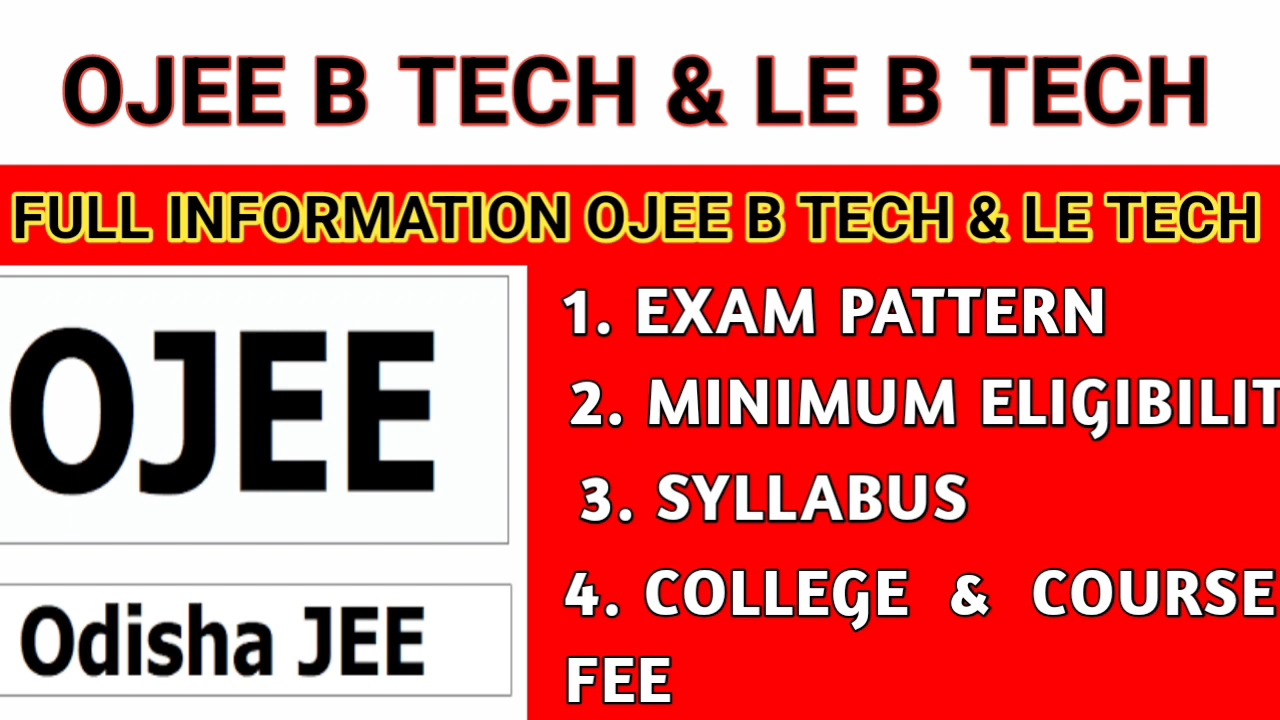 OJEE B TECH & LE B TECH
FULL INFORMATION OJEE B TECH & LE TECH
OJEE
Odisha JEE
1. EXAM PATTERN
2. MINIMUM ELIGIBILIT
3. SYLLABUS
4. COLLEGE & COURSE
FEE